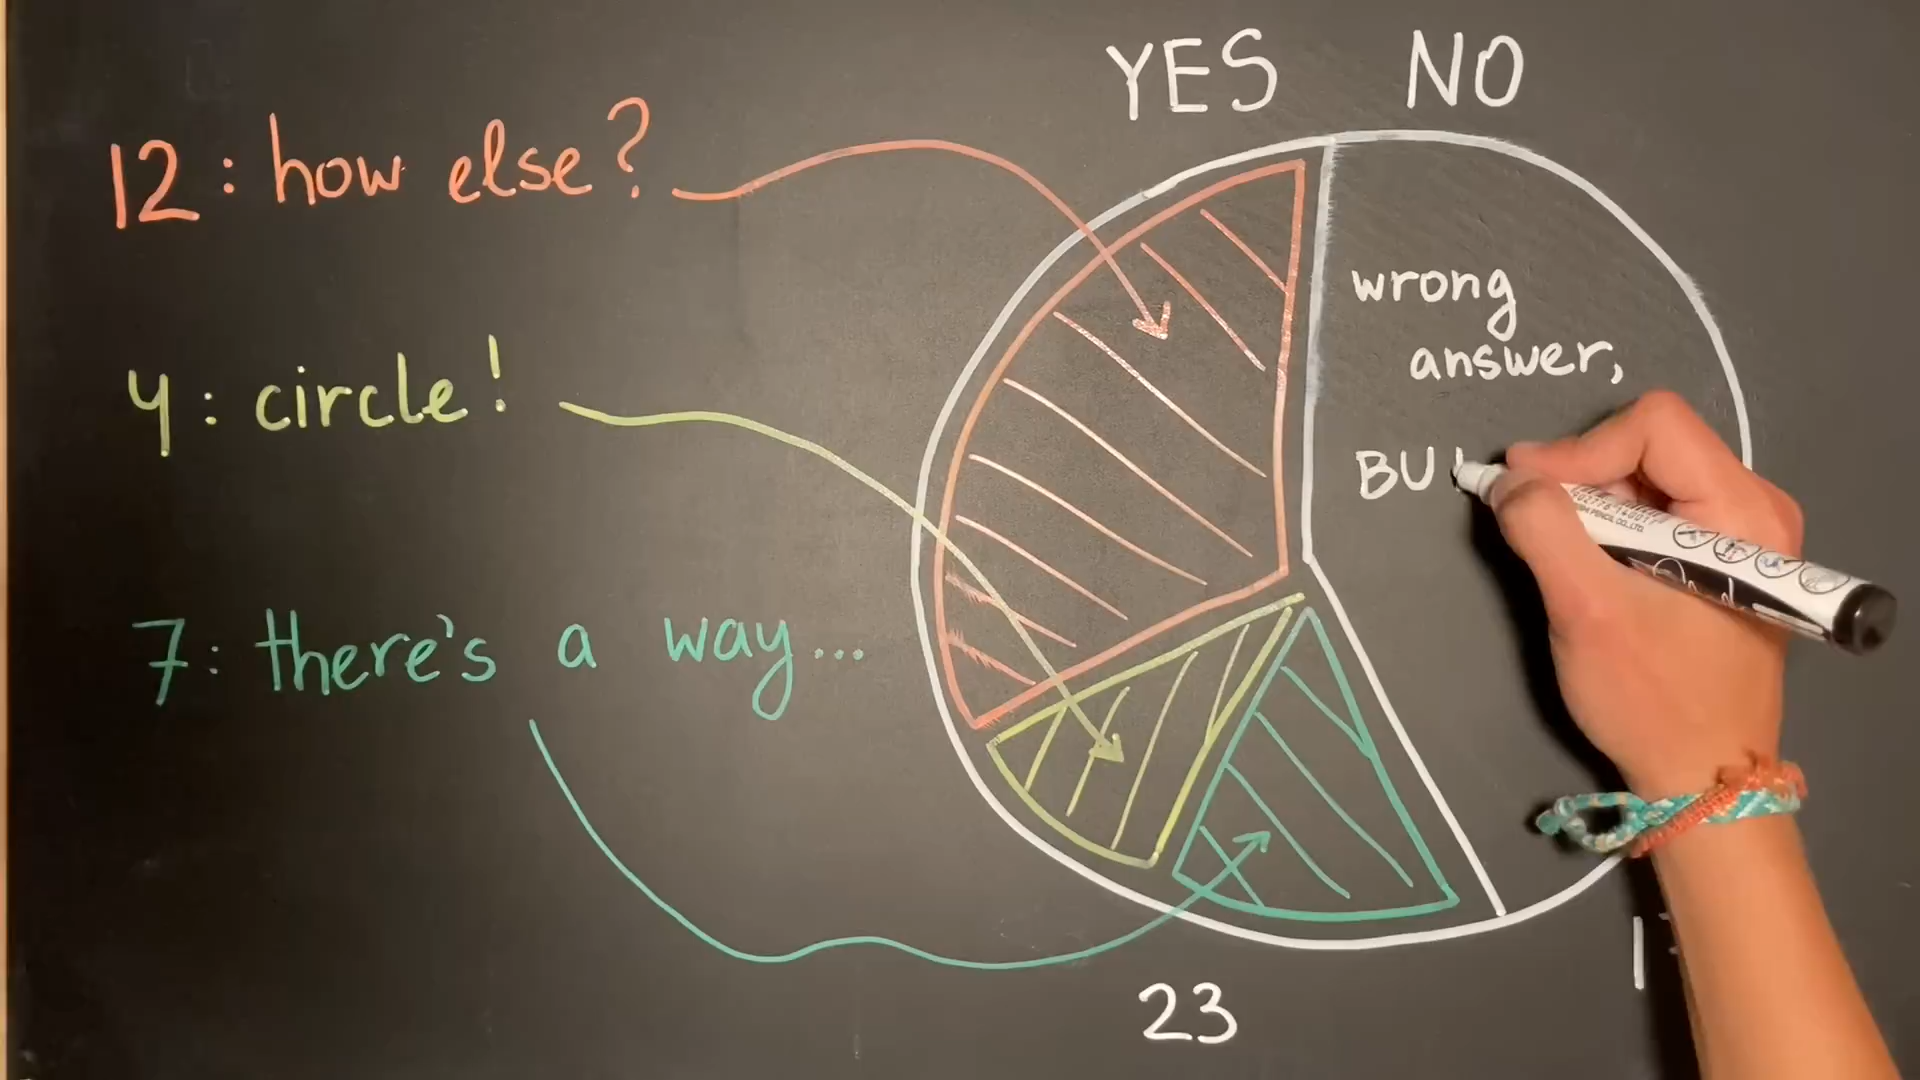 YES NO
12: how else?
wrong
answer,
4: circle!
BU
7: there's a way...
23